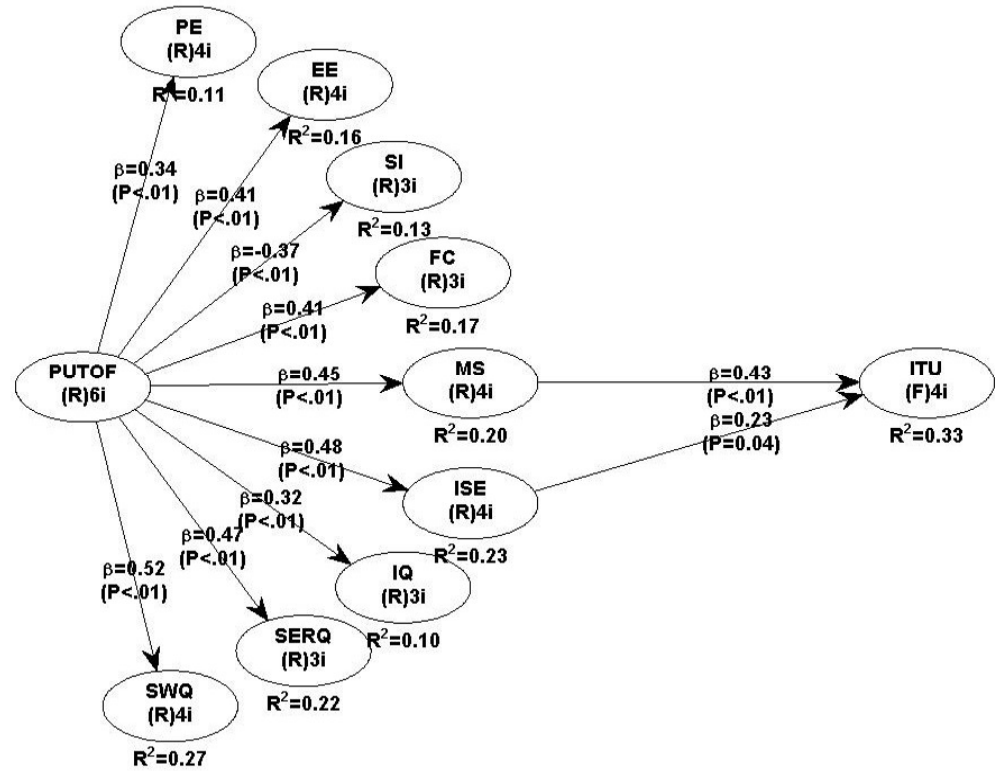 PE
(R)4i
R²=0.11
EE
(R)4i
R²=0.16
SI
(R)3i
R²=0.13
FC
(R)3i
R²=0.17
β=0.34
(P<.01)
β=0.41
(P<.01)
β=-0.37
(P<.01)
β=0.41
(P<.01)
PUTOF
(R)6i
β=0.45
(P<.01)
MS
(R)4i
R²=0.20
β=0.43
(P<.01)
ITU
(F)4i
R²=0.33
β=0.23
(P=0.04)
β=0.48
(P<.01)
ISE
(R)4i
R²=0.23
β=0.32
(P<.01)
IQ
(R)3i
R²=0.10
β=0.47
(P<.01)
SERQ
(R)3i
R²=0.22
β=0.52
(P<.01)
SWQ
(R)4i
R²=0.27